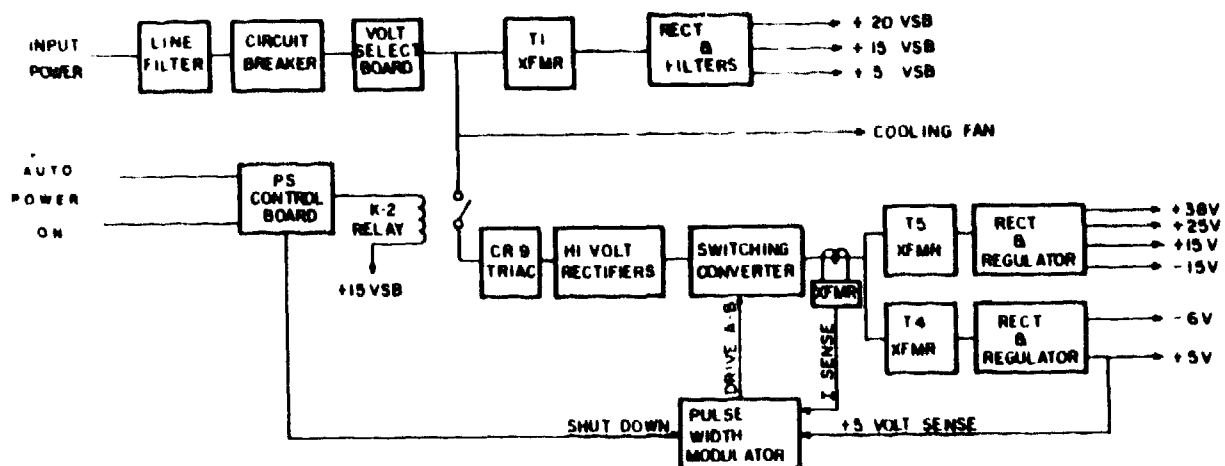 INPUT
POWER
LINE
FILTER
CIRCUIT
BREAKER
VOLT
SELECT
BOARD
T1
XFMR
RECT
&
FILTERS
+ 20 VSB
+ 15 VSB
+ 5 VSB
COOLING FAN
AUTO
POWER
ON
PS
CONTROL
BOARD
K-2
RELAY
+15 VSB
CR 9
TRIAC
HI VOLT
RECTIFIERS
SWITCHING
CONVERTER
XFMR
T5
XFMR
RECT
&
REGULATOR
+38V
+25V
+15V
-15V
T4
XFMR
RECT
&
REGULATOR
-6V
+5V
DRIVE A-B
I SENSE
SHUT DOWN
PULSE
WIDTH
MODULATOR
+5 VOLT SENSE